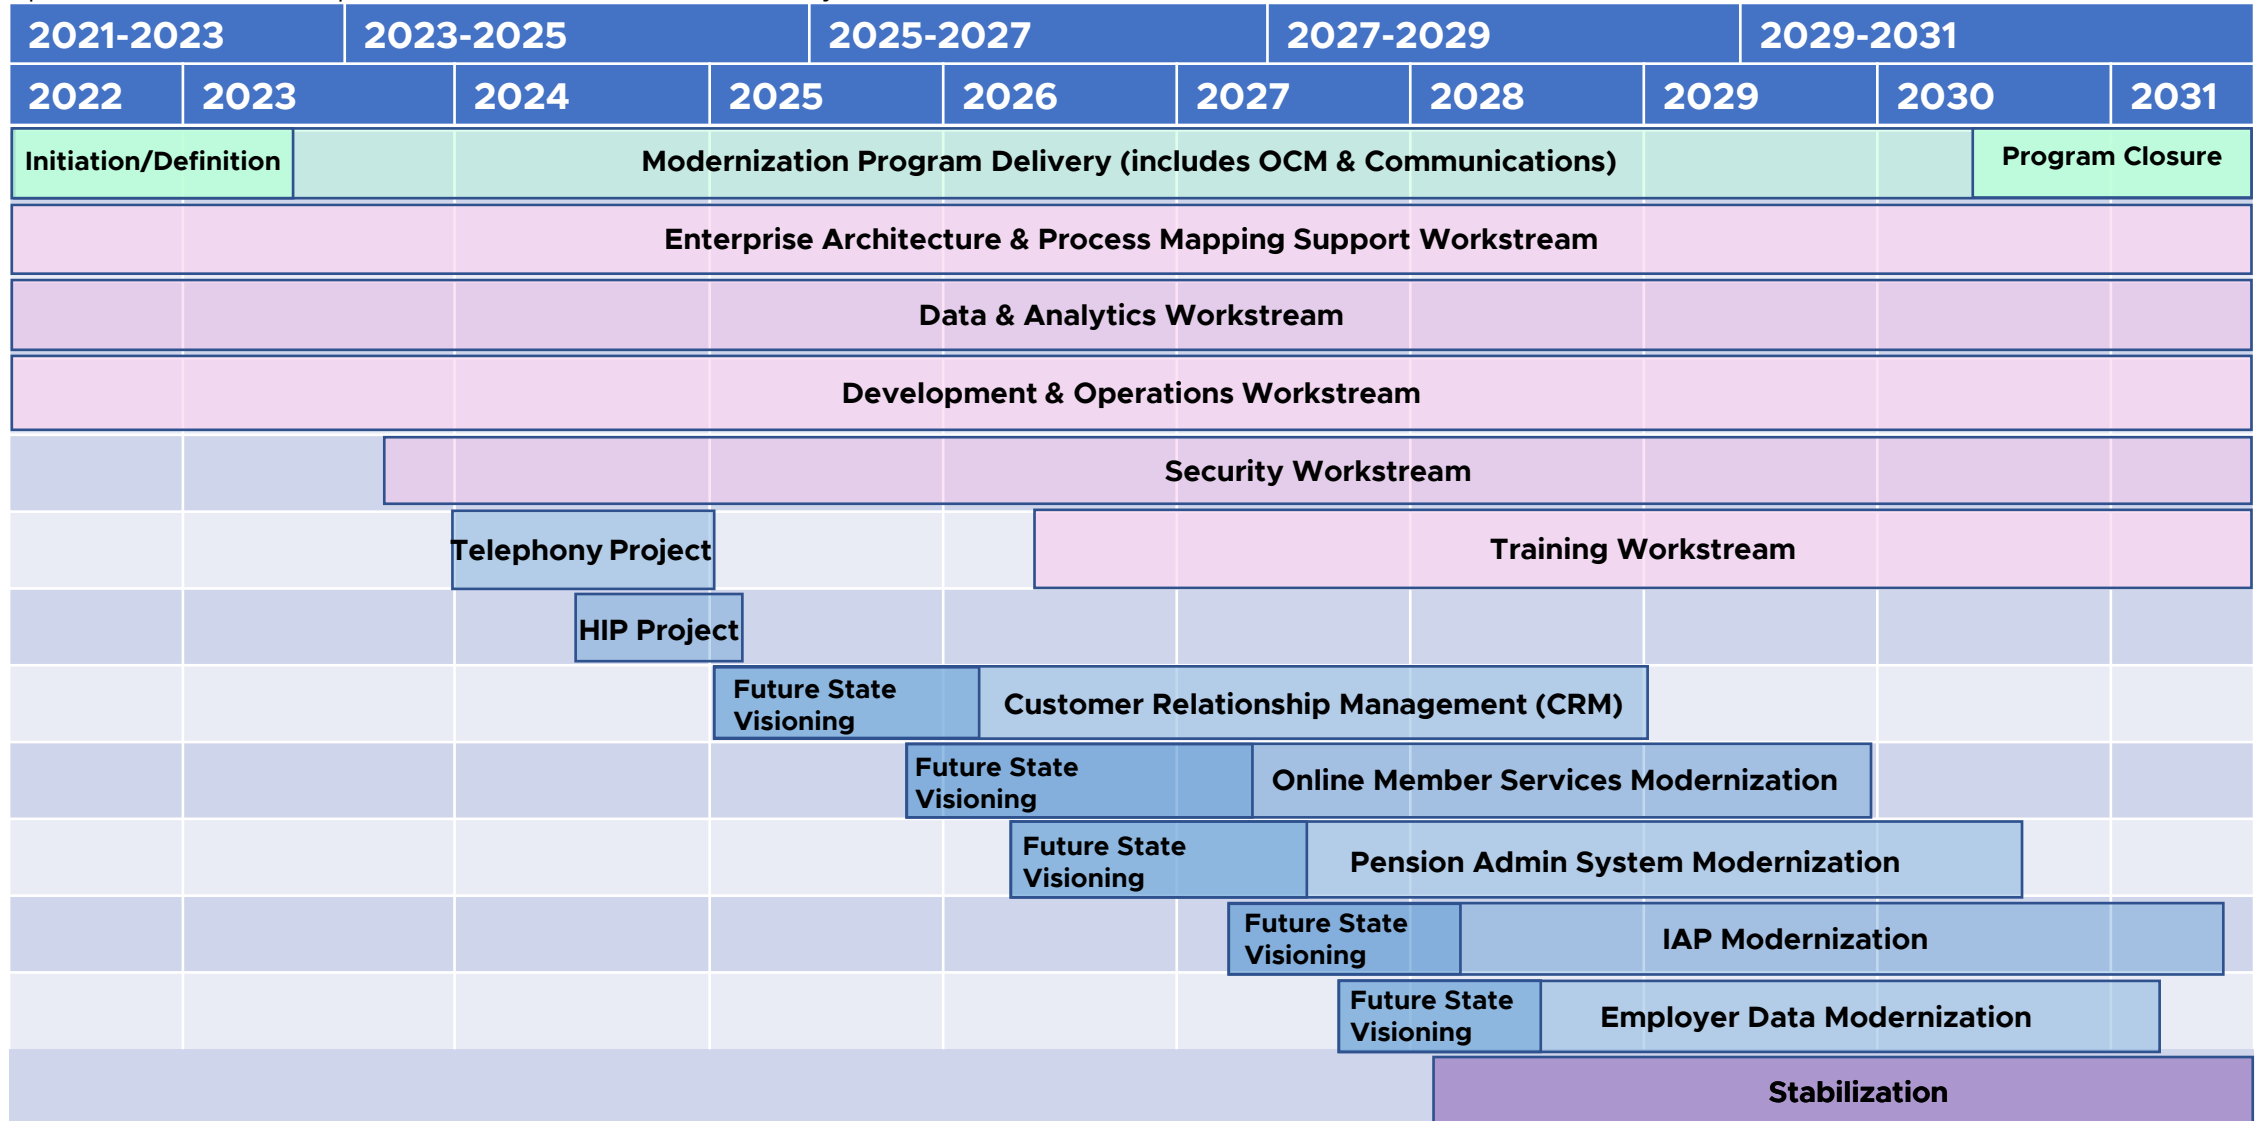 2021-2023 2023-2025 2025-2027 2027-2029 2029-2031
2022 2023 2024 2025 2026 2027 2028 2029 2030 2031
Initiation/Definition Modernization Program Delivery (includes OCM & Communications) Program Closure
Enterprise Architecture & Process Mapping Support Workstream
Data & Analytics Workstream
Development & Operations Workstream
Security Workstream
Telephony Project Training Workstream
HIP Project
Future State
Visioning
Customer Relationship Management (CRM)
Future State
Visioning
Online Member Services Modernization
Future State
Visioning
Pension Admin System Modernization
Future State
Visioning
IAP Modernization
Future State
Visioning
Employer Data Modernization
Stabilization